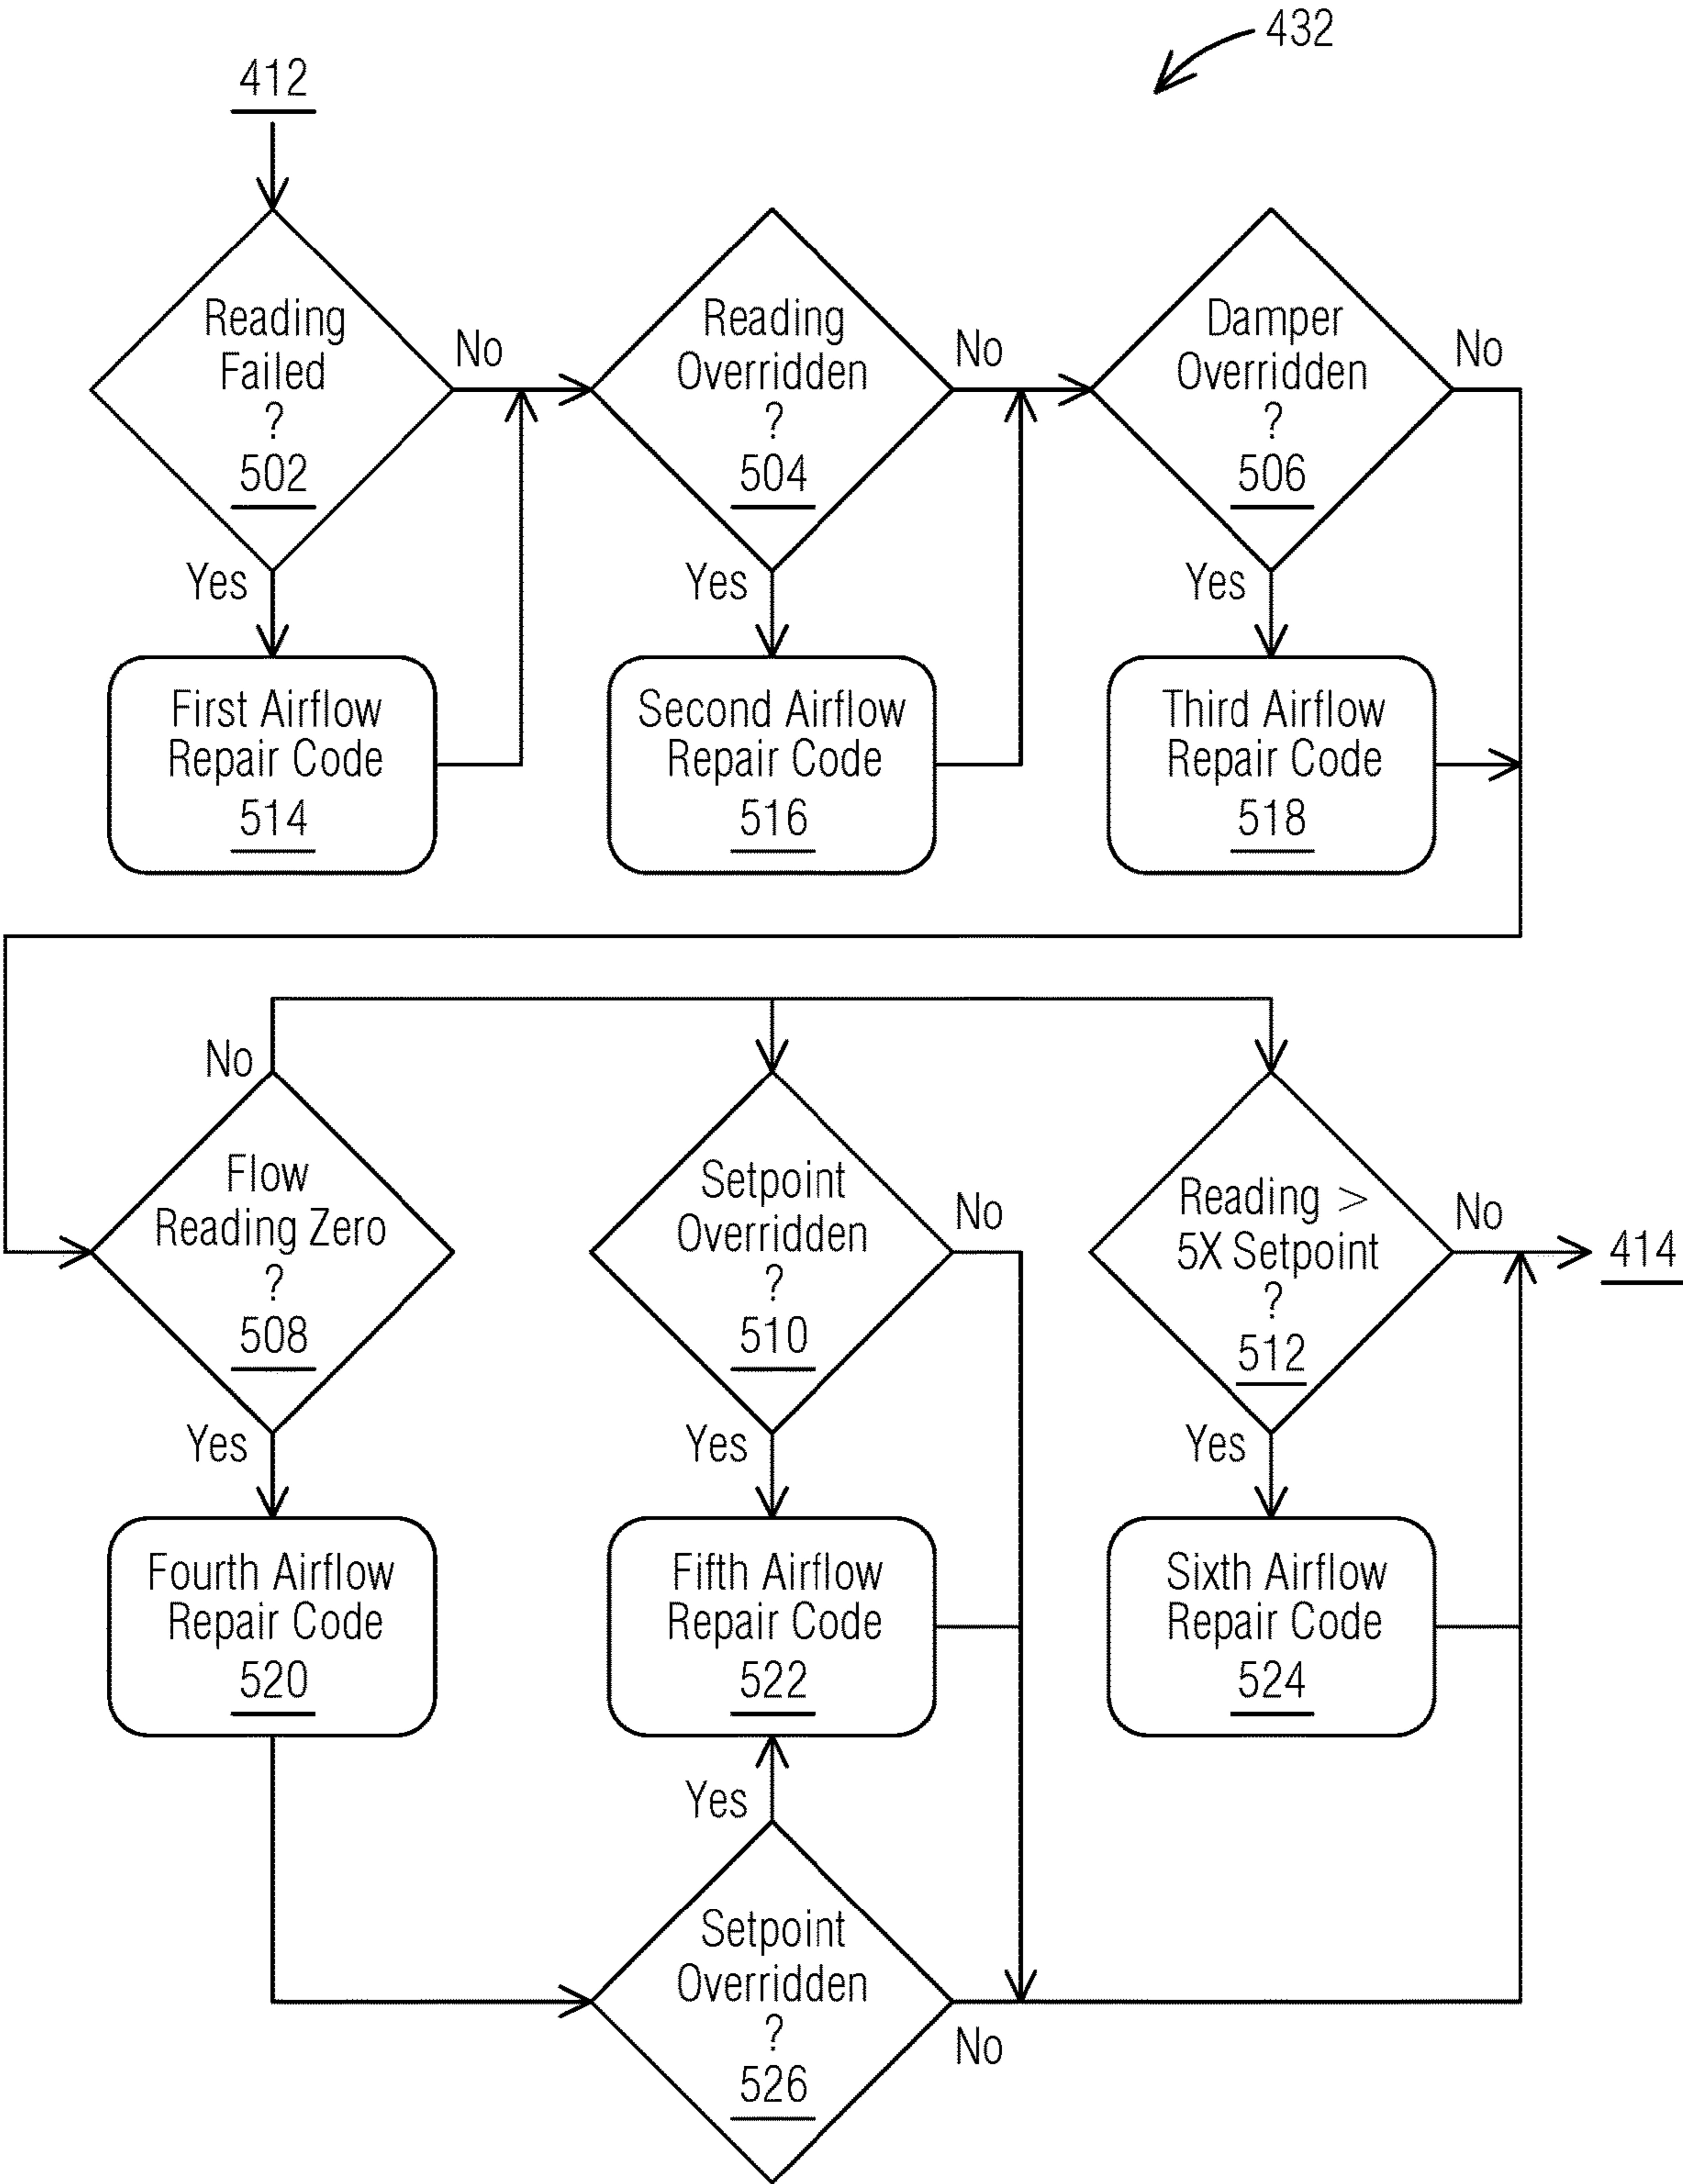 432
412
Reading
Failed
?
502
No
Reading
Overridden
?
504
No
Damper
Overridden
?
506
No
Yes
Yes
Yes
First Airflow
Repair Code
514
Second Airflow
Repair Code
516
Third Airflow
Repair Code
518
No
Flow
Reading Zero
?
508
Setpoint
Overridden
?
510
No
Reading >
5X Setpoint
?
512
No
414
Yes
Yes
Yes
Fourth Airflow
Repair Code
520
Fifth Airflow
Repair Code
522
Sixth Airflow
Repair Code
524
Yes
Setpoint
Overridden
?
526
No